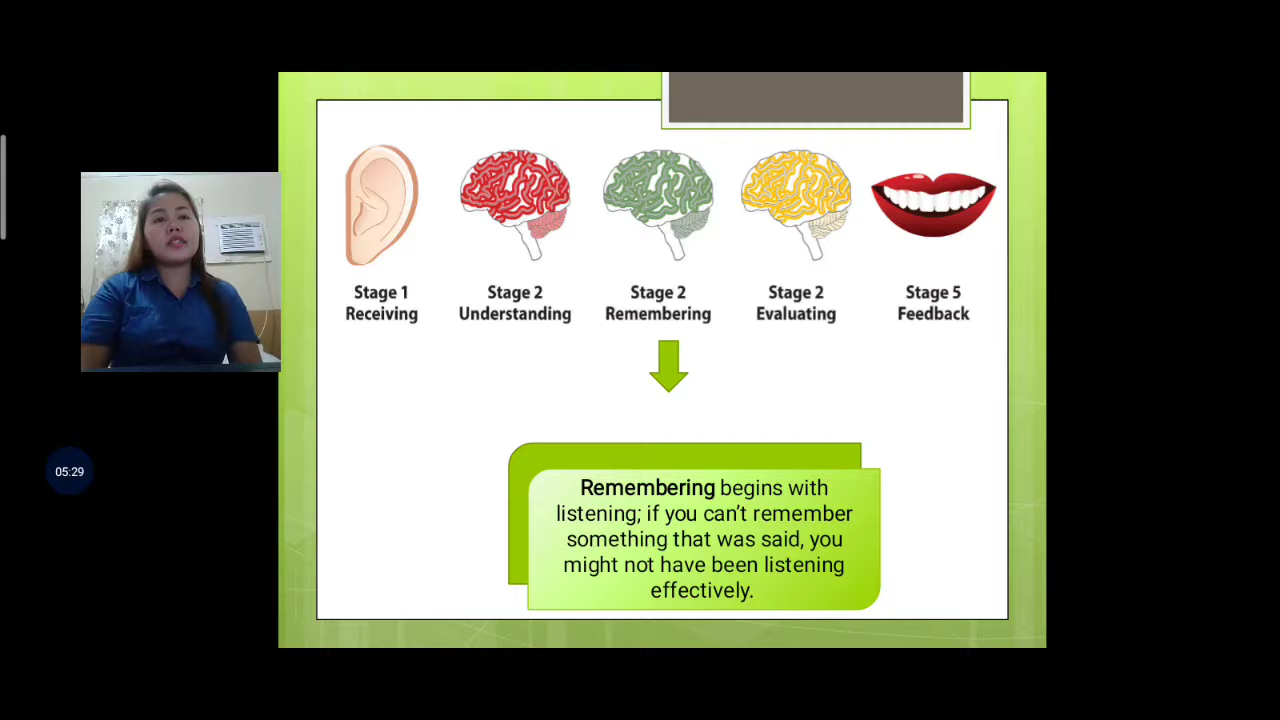 Stage 1
Receiving
Stage 2
Understanding
Stage 2
Remembering
Stage 2
Evaluating
Stage 5
Feedback
05:29
Remembering begins with
listening; if you can't remember
something that was said, you
might not have been listening
effectively.